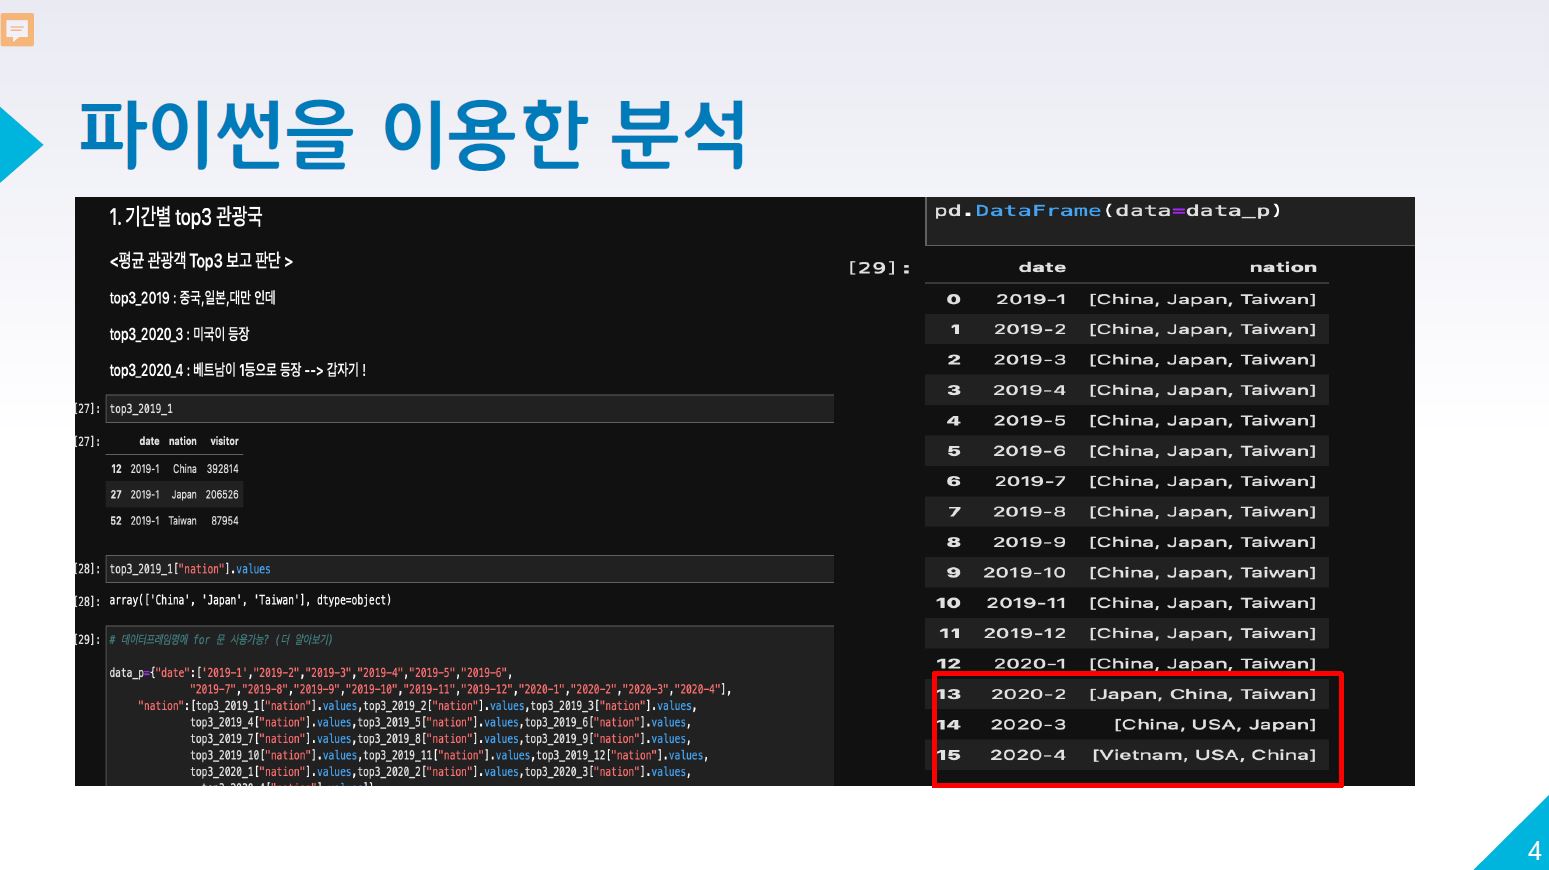 파이썬을 이용한 분석
1. 기간별 top3 관광국
<평균 관광객 Top3 보고 판단 >
top3_2019 : 중국,일본,대만 인데
top3_2020_3 : 미국이 등장
top3_2020_4 : 베트남이 1등으로 등장 --> 갑자기 !
[27]: top3_2019_1
[27]: date nation visitor
12 2019-1 China 392814
27 2019-1 Japan 206526
52 2019-1 Taiwan 87954
[28]: top3_2019_1["nation"].values
[28]: array(['China', 'Japan', 'Taiwan'], dtype=object)
[29]: # 데이터프레임명에 for 문 사용가능? (더 알아보기)
data_p={"date":['2019-1',"2019-2","2019-3","2019-4","2019-5","2019-6",
"2019-7","2019-8","2019-9","2019-10","2019-11","2019-12","2020-1","2020-2","2020-3","2020-4"],
"nation":[top3_2019_1["nation"].values,top3_2019_2["nation"].values,top3_2019_3["nation"].values,
top3_2019_4["nation"].values,top3_2019_5["nation"].values,top3_2019_6["nation"].values,
top3_2019_7["nation"].values,top3_2019_8["nation"].values,top3_2019_9["nation"].values,
top3_2019_10["nation"].values,top3_2019_11["nation"].values,top3_2019_12["nation"].values,
top3_2020_1["nation"].values,top3_2020_2["nation"].values,top3_2020_3["nation"].values,
pd.DataFrame(data=data_p)
[29]: date nation
0 2019-1 [China, Japan, Taiwan]
1 2019-2 [China, Japan, Taiwan]
2 2019-3 [China, Japan, Taiwan]
3 2019-4 [China, Japan, Taiwan]
4 2019-5 [China, Japan, Taiwan]
5 2019-6 [China, Japan, Taiwan]
6 2019-7 [China, Japan, Taiwan]
7 2019-8 [China, Japan, Taiwan]
8 2019-9 [China, Japan, Taiwan]
9 2019-10 [China, Japan, Taiwan]
10 2019-11 [China, Japan, Taiwan]
11 2019-12 [China, Japan, Taiwan]
12 2020-1 [China, Japan, Taiwan]
13 2020-2 [Japan, China, Taiwan]
14 2020-3 [China, USA, Japan]
15 2020-4 [Vietnam, USA, China]
4